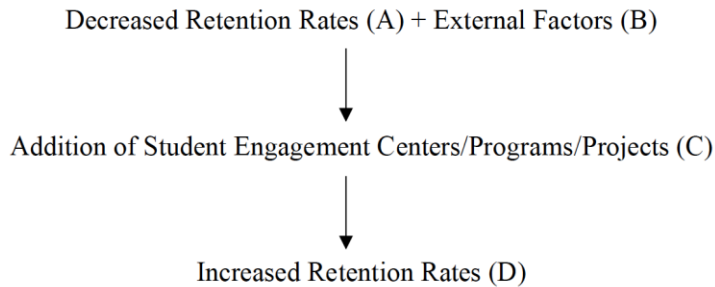 Decreased Retention Rates (A) + External Factors (B)
Addition of Student Engagement Centers/Programs/Projects (C)
Increased Retention Rates (D)